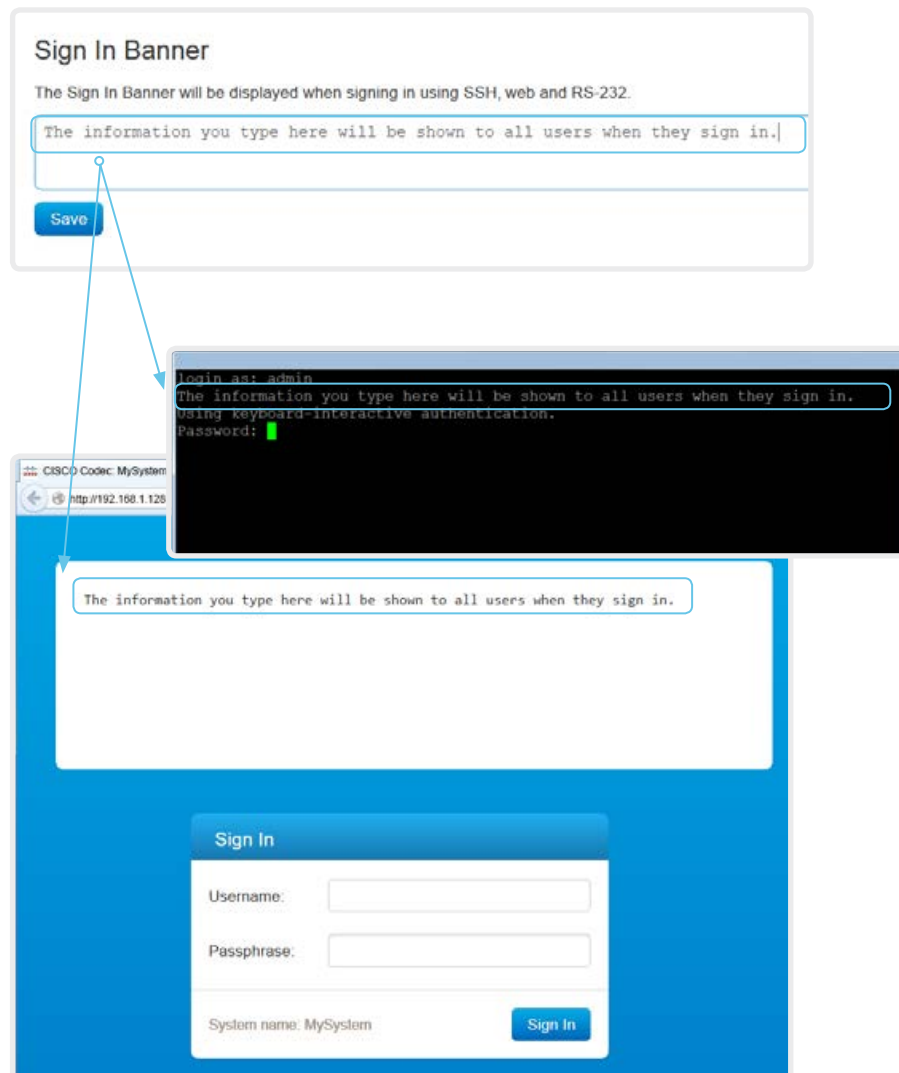 Sign In Banner
The Sign In Banner will be displayed when signing in using SSH, web and RS-232.
The information you type here will be shown to all users when they sign in.
Save
login as: admin
The information you type here will be shown to all users when they sign in.
Using keyboard-interactive authentication.
Password:
CISCO Codec: MySystem
http://192.168.1.128
The information you type here will be shown to all users when they sign in.
Sign In
Username:
Passphrase:
System name: MySystem
Sign In